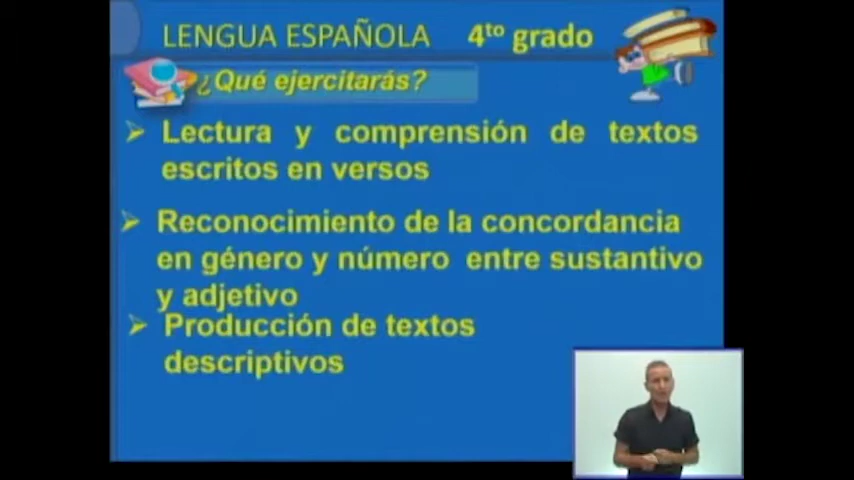 LENGUA ESPAÑOLA 4to grado
¿Qué ejercitarás?
Lectura y comprensión de textos
escritos en versos
Reconocimiento de la concordancia
en género y número entre sustantivo
y adjetivo
Producción de textos
descriptivos